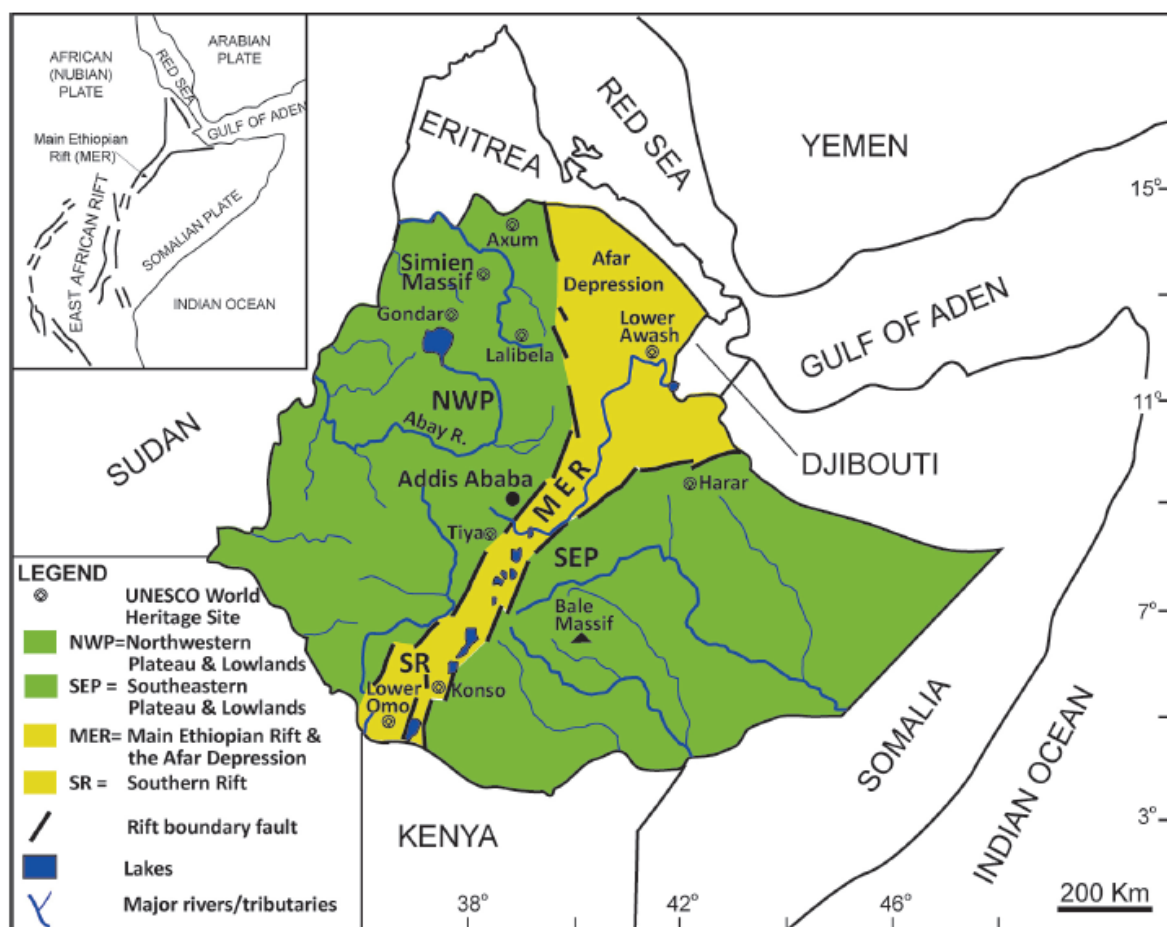 AFRICAN
(NUBIAN)
PLATE
RED SEA
ARABIAN
PLATE
GULF OF ADEN
Main Ethiopian
Rift (MER)
EAST AFRICAN RIFT
SOMALIAN PLATE
INDIAN OCEAN
ERITREA
RED SEA
YEMEN
15°
Axum
Simien
Massif
Afar
Depression
Gondar
Lalibela
Lower
Awash
GULF OF ADEN
NWP
11°
Abay R.
SUDAN
DJIBOUTI
Addis Ababa
MER
Harar
Tiya
SEP
Bale
Massif
7°
SR
Lower
Omo
Konso
SOMALIA
INDIAN OCEAN
KENYA
3°
38°
42°
46°
200 Km
LEGEND
UNESCO World
Heritage Site
NWP=Northwestern
Plateau & Lowlands
SEP = Southeastern
Plateau & Lowlands
MER= Main Ethiopian Rift &
the Afar Depression
SR = Southern Rift
Rift boundary fault
Lakes
Major rivers/tributaries